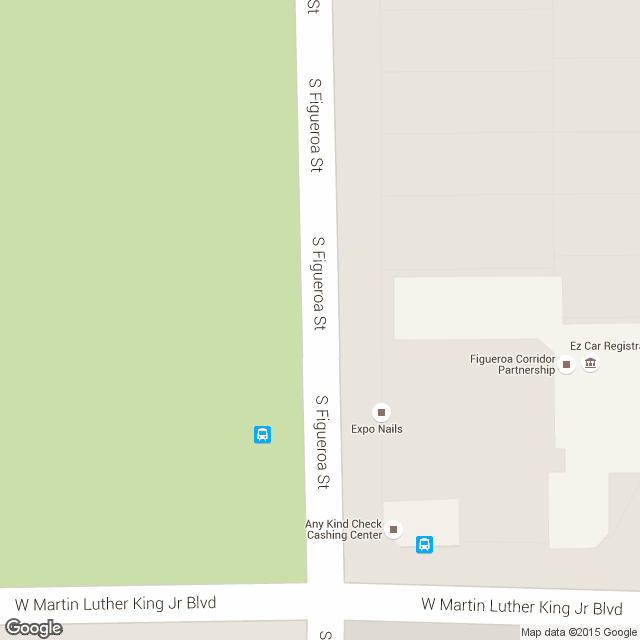 St
S Figueroa St
S Figueroa St
Ez Car Registra
Figueroa Corridor
Partnership
Expo Nails
S Figueroa St
Any Kind Check
Cashing Center
W Martin Luther King Jr Blvd
W Martin Luther King Jr Blvd
S
Google
Map data ©2015 Google